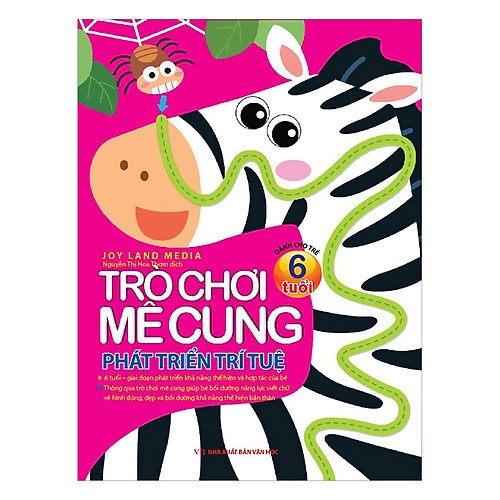 JOY LAND MEDIA
Nguyễn Thị Hoa Thơm dịch
DÀNH CHO TRẺ
6
tuổi
TRÒ CHƠI
MÊ CUNG
PHÁT TRIỂN TRÍ TUỆ
6 tuổi – giai đoạn phát triển khả năng thể hiện và hợp tác của bé
Thông qua trò chơi mê cung giúp bé bồi dưỡng năng lực viết chữ
vẽ hình đúng, đẹp và bồi dưỡng khả năng thể hiện bản thân
NHÀ XUẤT BẢN VĂN HỌC